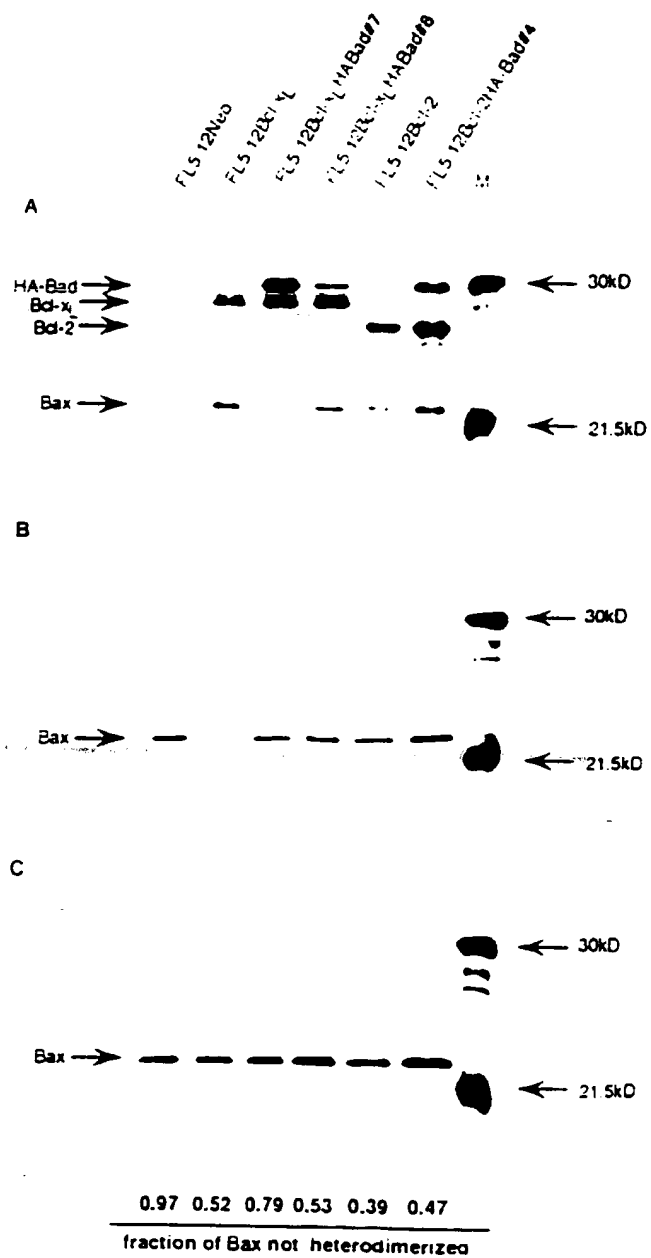 FL5.12Neo
FL5.12Bcl-xL
FL5.12Bcl-xL HABad#7
FL5.12Bcl-xL HABad#8
FL5.12Bcl-2
FL5.12Bcl-2HA-Bad#4
A
HA-Bad
30kD
Bcl-xL
Bcl-2
Bax
21.5kD
B
30kD
Bax
21.5kD
C
30kD
Bax
21.5kD
0.97 0.52 0.79 0.53 0.39 0.47
fraction of Bax not heterodimerized